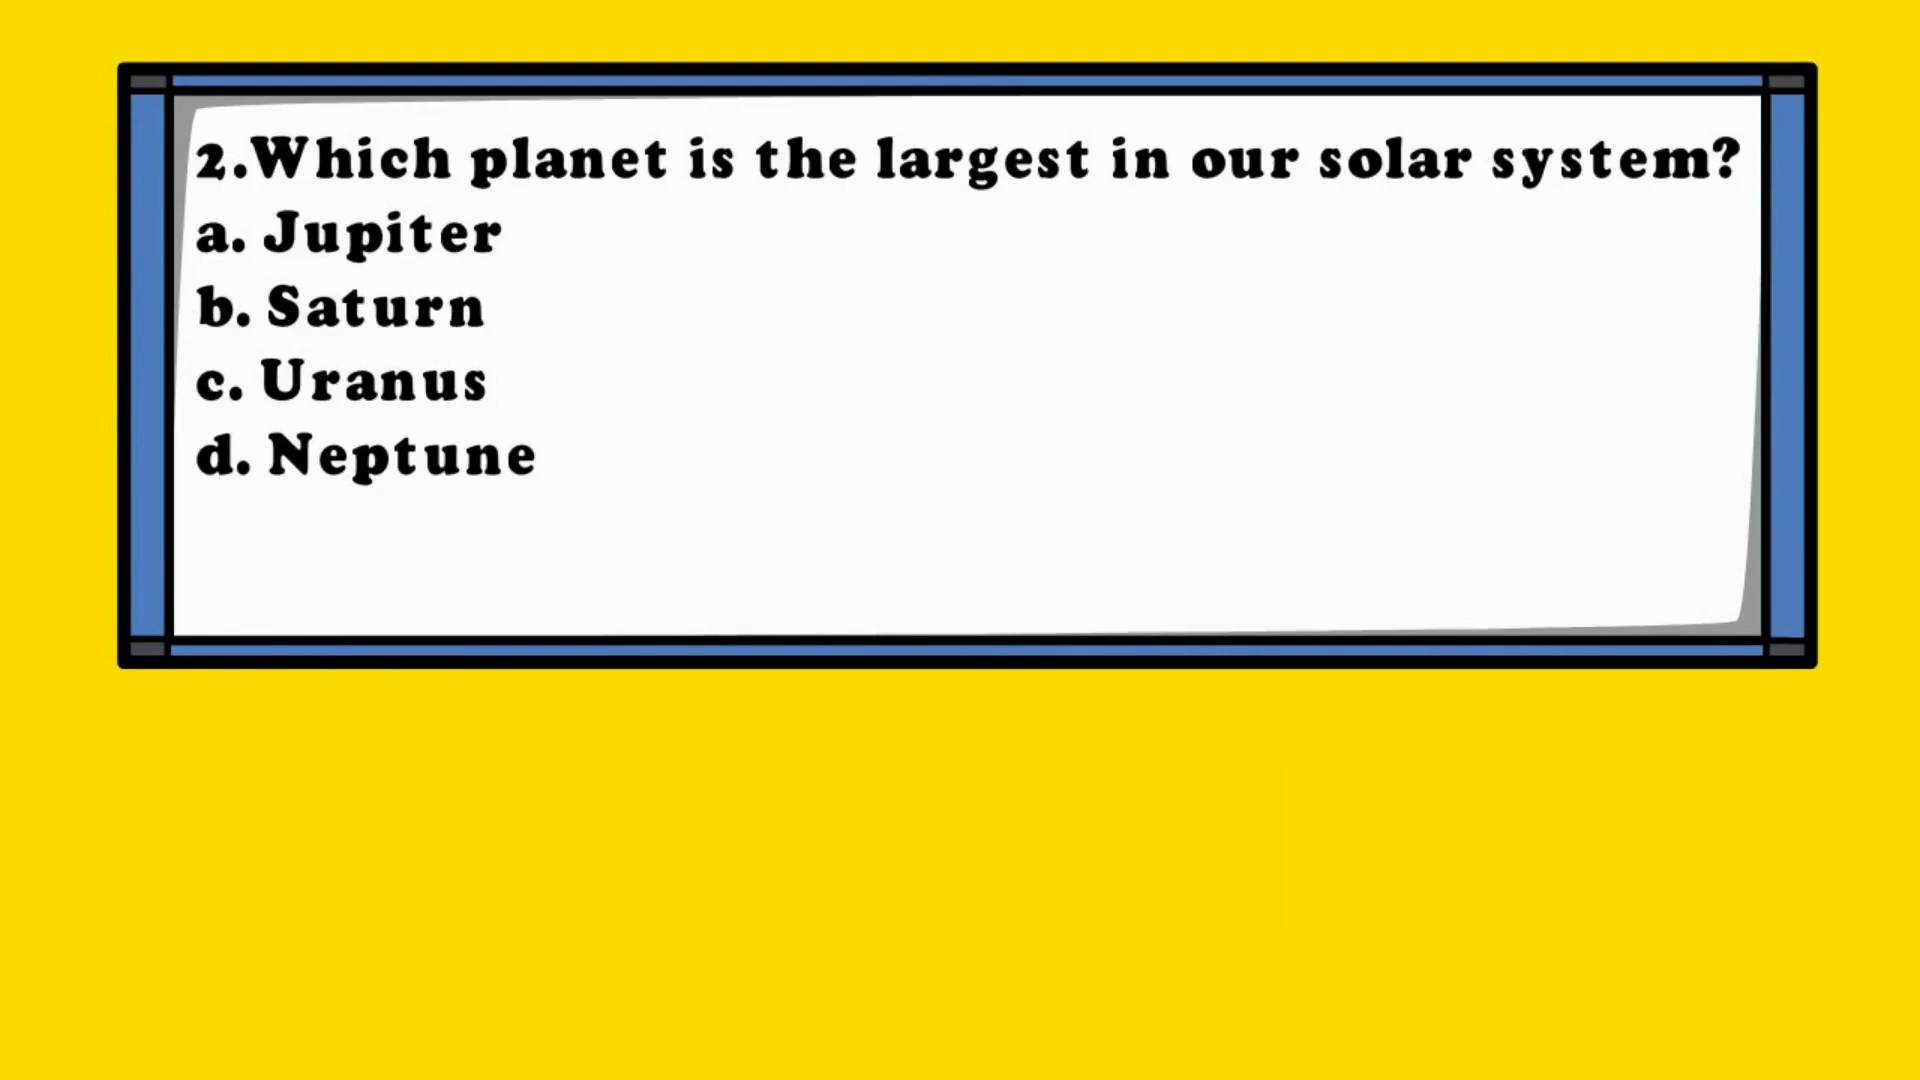 2.Which planet is the largest in our solar system?
a. Jupiter
b. Saturn
c. Uranus
d. Neptune